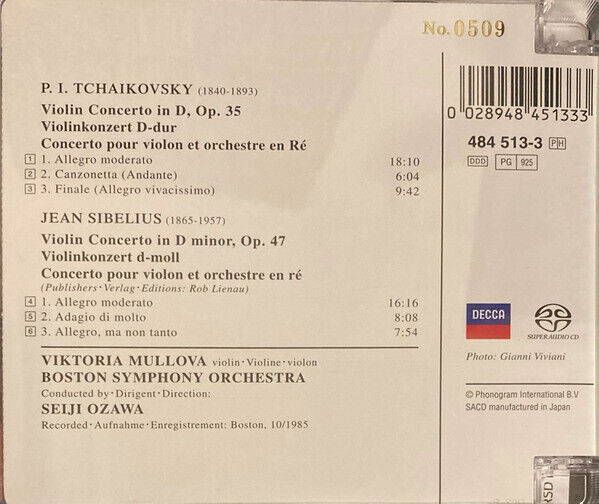 No. 0509
P. I. TCHAIKOVSKY (1840-1893)
Violin Concerto in D, Op. 35
Violinkonzert D-dur
Concerto pour violon et orchestre en Ré
1 1. Allegro moderato 18:10
2 2. Canzonetta (Andante) 6:04
3 3. Finale (Allegro vivacissimo) 9:42
JEAN SIBELIUS (1865-1957)
Violin Concerto in D minor, Op. 47
Violinkonzert d-moll
Concerto pour violon et orchestre en ré
(Publishers · Verlag · Editions: Rob Lienau)
4 1. Allegro moderato 16:16
5 2. Adagio di molto 8:08
6 3. Allegro, ma non tanto 7:54
VIKTORIA MULLOVA violin · Violine · violon
BOSTON SYMPHONY ORCHESTRA
Conducted by · Dirigent · Direction:
SEIJI OZAWA
Recorded · Aufnahme · Enregistrement: Boston, 10/1985
0 028948 451333
484 513-3 PH
DDD PG 925
DECCA
SUPER AUDIO CD
Photo: Gianni Viviani
© Phonogram International B.V
SACD manufactured in Japan